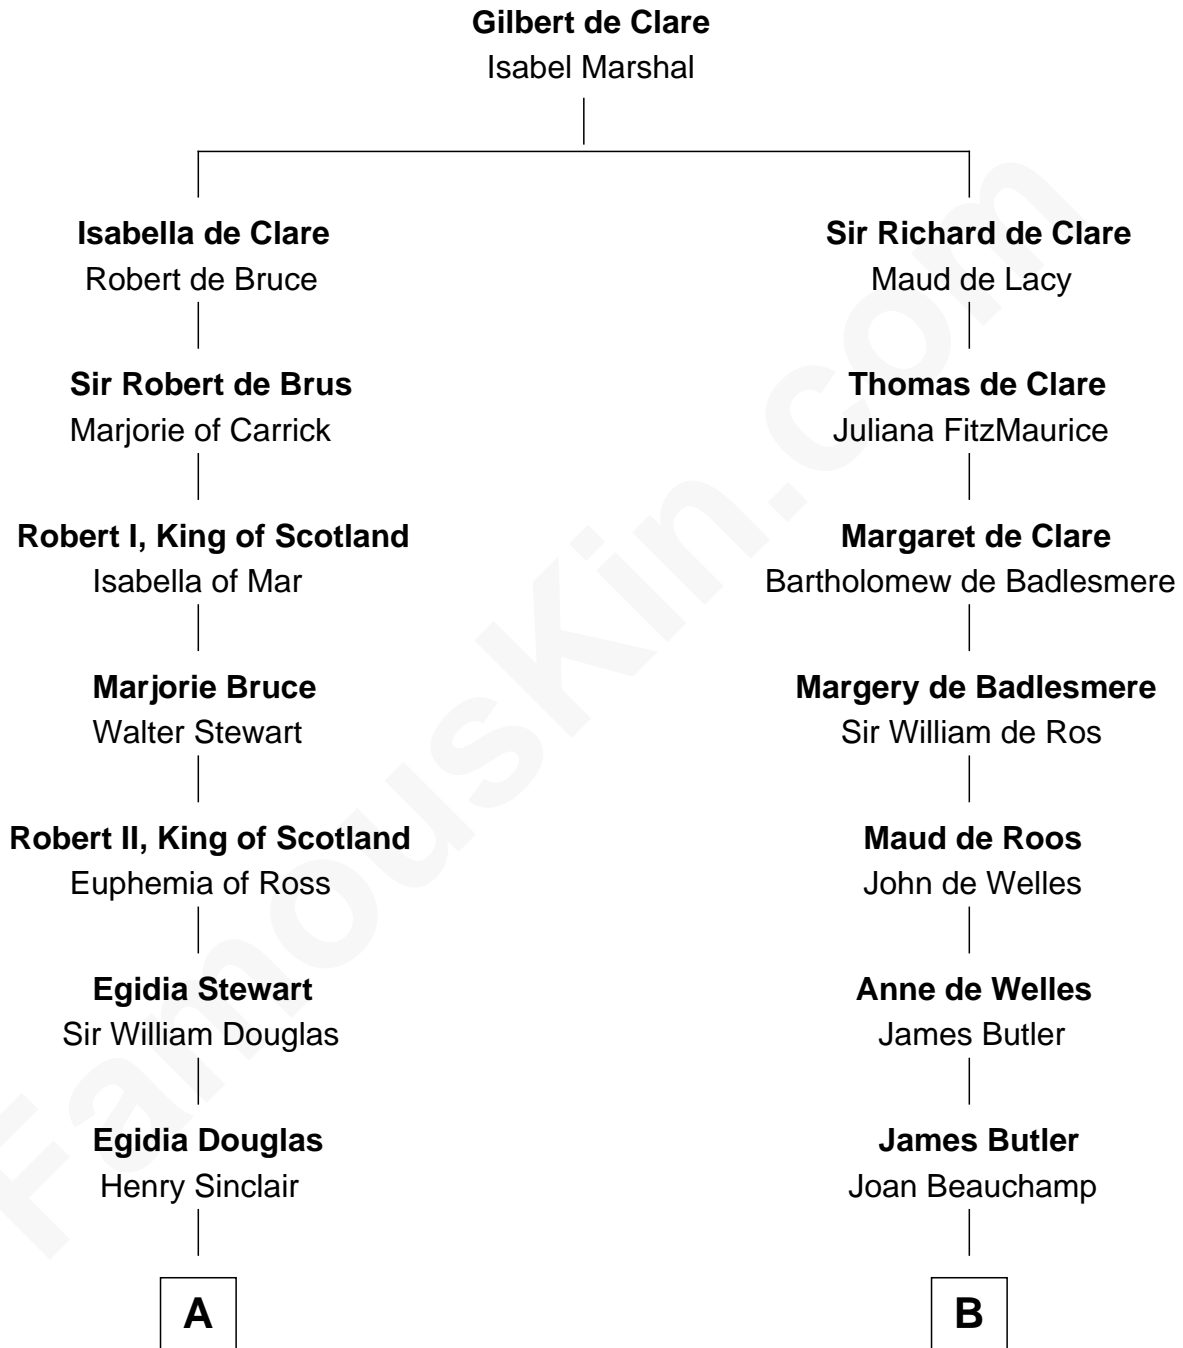 Gilbert de Clare
Isabel Marshal
Isabella de Clare
Robert de Bruce
Sir Richard de Clare
Maud de Lacy
Sir Robert de Brus
Marjorie of Carrick
Thomas de Clare
Juliana FitzMaurice
Robert I, King of Scotland
Isabella of Mar
Margaret de Clare
Bartholomew de Badlesmere
Marjorie Bruce
Walter Stewart
Margery de Badlesmere
Sir William de Ros
Robert II, King of Scotland
Euphemia of Ross
Maud de Roos
John de Welles
Egidia Stewart
Sir William Douglas
Anne de Welles
James Butler
Egidia Douglas
Henry Sinclair
James Butler
Joan Beauchamp
A
B
FamousKin.com